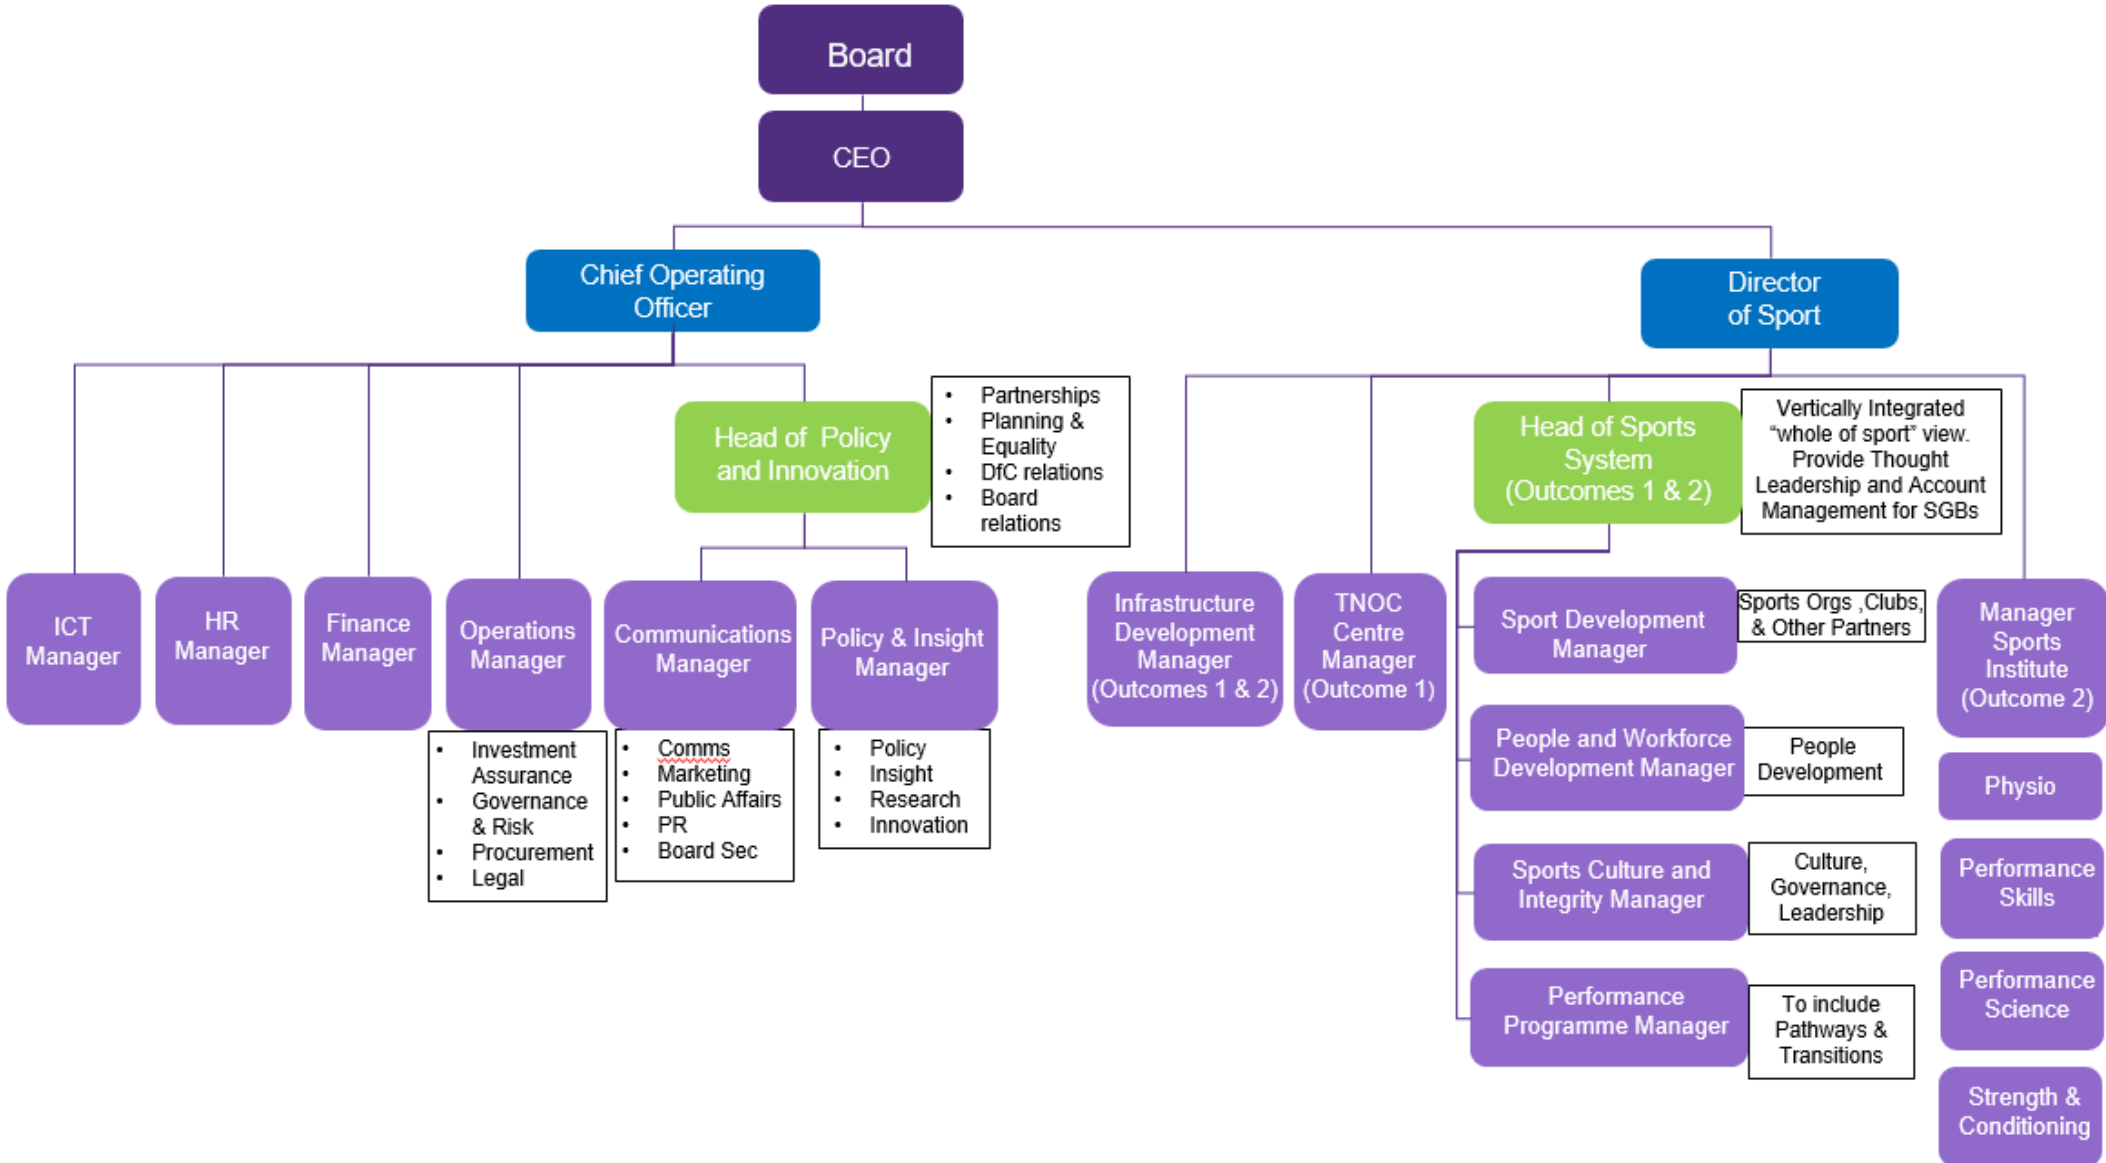 Board
CEO
Chief Operating
Officer
Director
of Sport
Head of Policy
and Innovation
• Partnerships
• Planning &
Equality
• DfC relations
• Board
relations
Head of Sports
System
(Outcomes 1 & 2)
Vertically Integrated
“whole of sport” view.
Provide Thought
Leadership and Account
Management for SGBs
ICT
Manager
HR
Manager
Finance
Manager
Operations
Manager
• Investment
Assurance
• Governance
& Risk
• Procurement
• Legal
Communications
Manager
• Comms
• Marketing
• Public Affairs
• PR
• Board Sec
Policy & Insight
Manager
• Policy
• Insight
• Research
• Innovation
Infrastructure
Development
Manager
(Outcomes 1 & 2)
TNOC
Centre
Manager
(Outcome 1)
Sport Development
Manager
Sports Orgs ,Clubs,
& Other Partners
People and Workforce
Development Manager
People
Development
Sports Culture and
Integrity Manager
Culture,
Governance,
Leadership
Performance
Programme Manager
To include
Pathways &
Transitions
Manager
Sports
Institute
(Outcome 2)
Physio
Performance
Skills
Performance
Science
Strength &
Conditioning